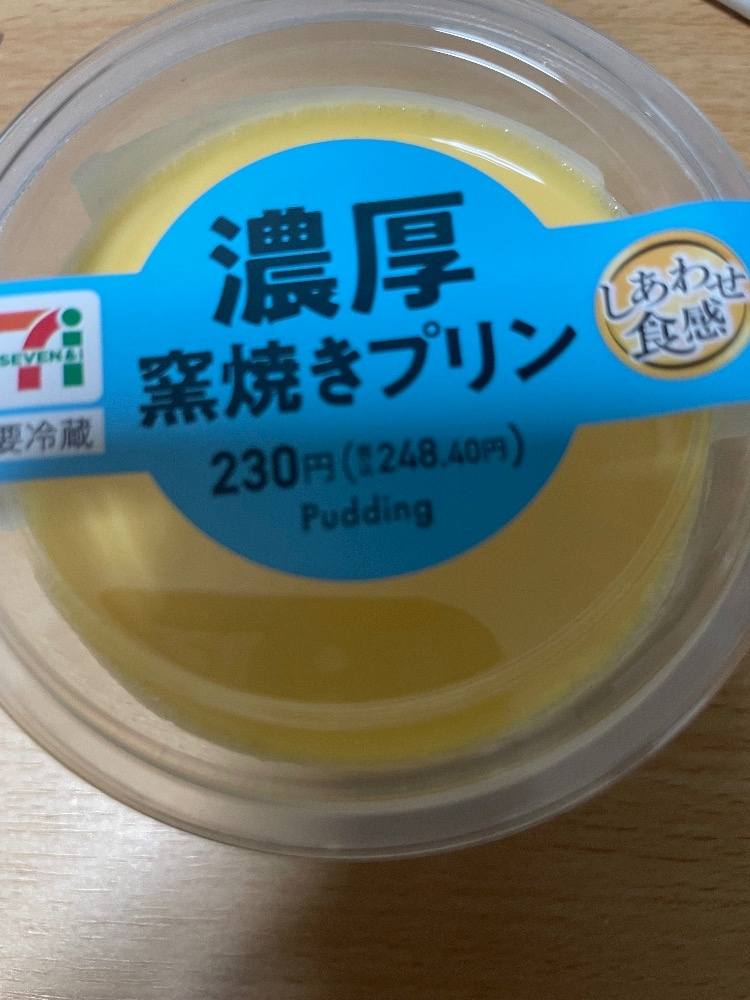 濃厚
窯焼きプリン
230円(税込248.40円)
Pudding
SEVEN&i
要冷蔵
しあわせ
食感